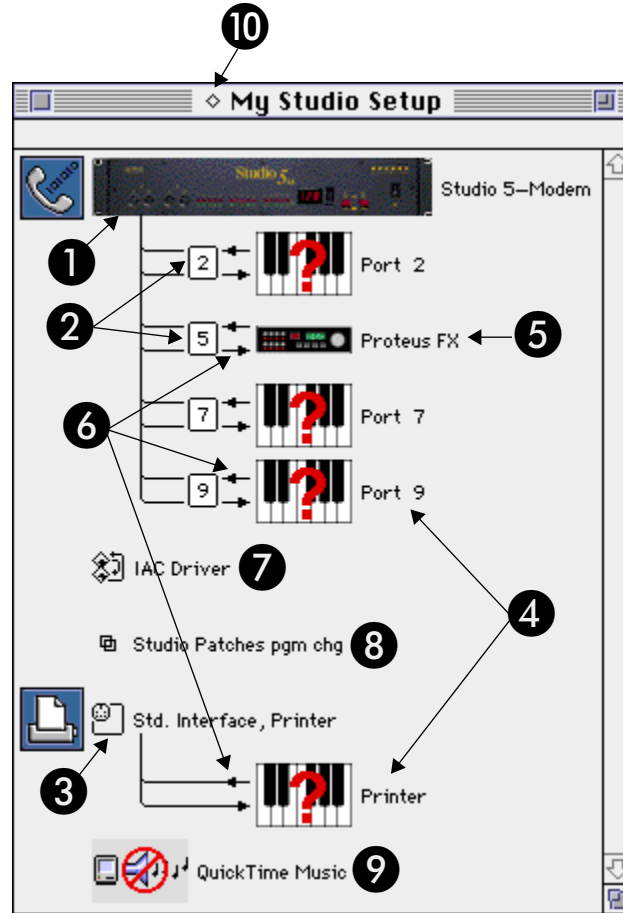 10
◇ My Studio Setup
Studio 5
Studio 5–Modem
1
2 Port 2
2
5 Proteus FX 5
6
7 Port 7
9 Port 9
IAC Driver 7
4
Studio Patches pgm chg 8
Std. Interface, Printer
3
Printer
QuickTime Music 9